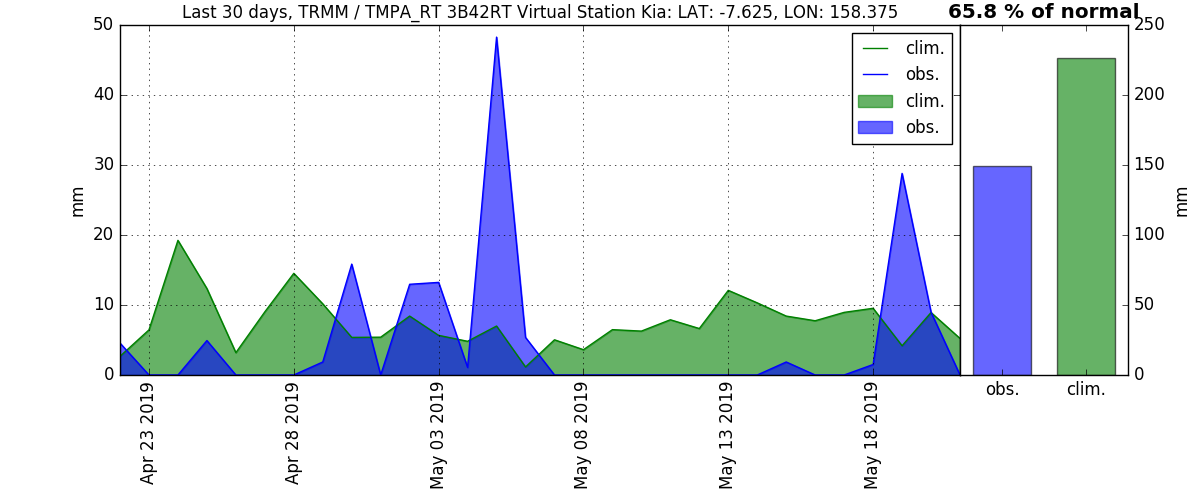 Last 30 days, TRMM / TMPA_RT 3B42RT Virtual Station Kia: LAT: -7.625, LON: 158.375
65.8 % of normal
50
40
30
20
10
0
mm
clim.
obs.
clim.
obs.
Apr 23 2019
Apr 28 2019
May 03 2019
May 08 2019
May 13 2019
May 18 2019
250
200
150
100
50
0
mm
obs.
clim.